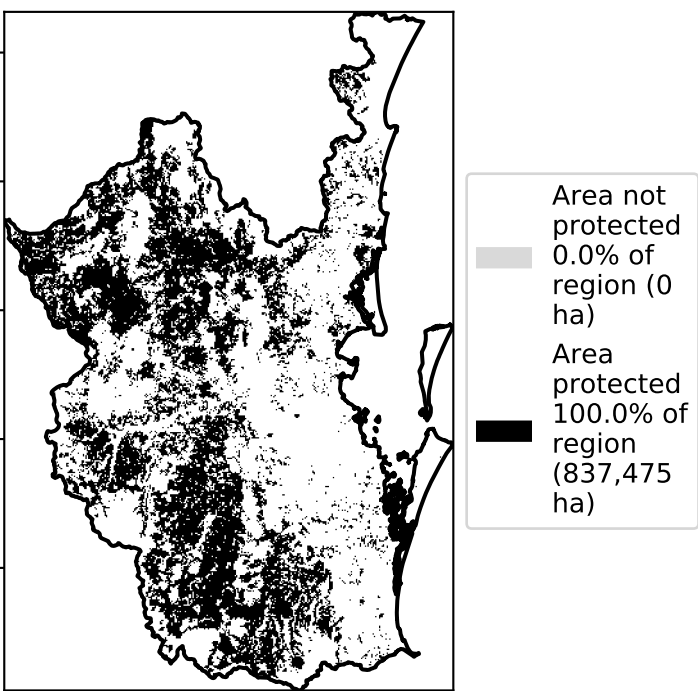 Area not
protected
0.0% of
region (0
ha)
Area
protected
100.0% of
region
(837,475
ha)